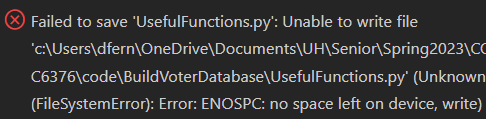 Failed to save 'UsefulFunctions.py': Unable to write file
'c:\Users\dfern\OneDrive\Documents\UH\Senior\Spring2023\CO
C6376\code\BuildVoterDatabase\UsefulFunctions.py' (Unknown
(FileSystemError): Error: ENOSPC: no space left on device, write)